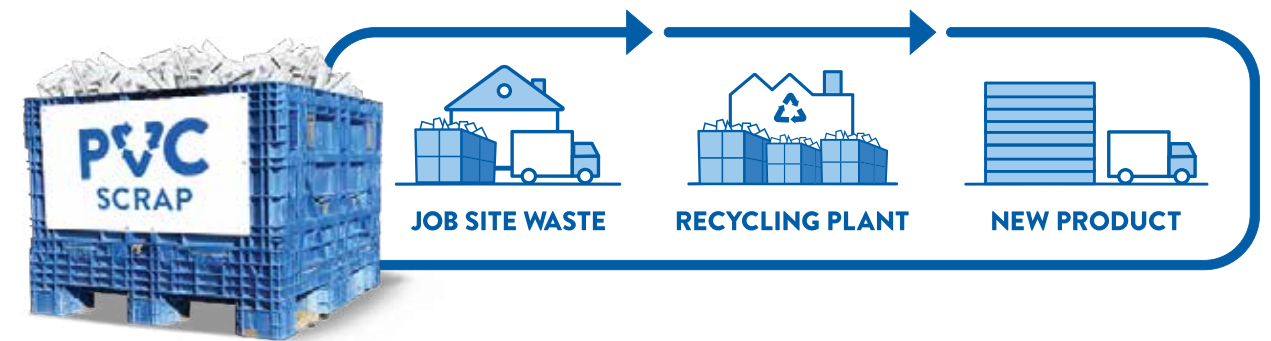 PVC
SCRAP
JOB SITE WASTE
RECYCLING PLANT
NEW PRODUCT